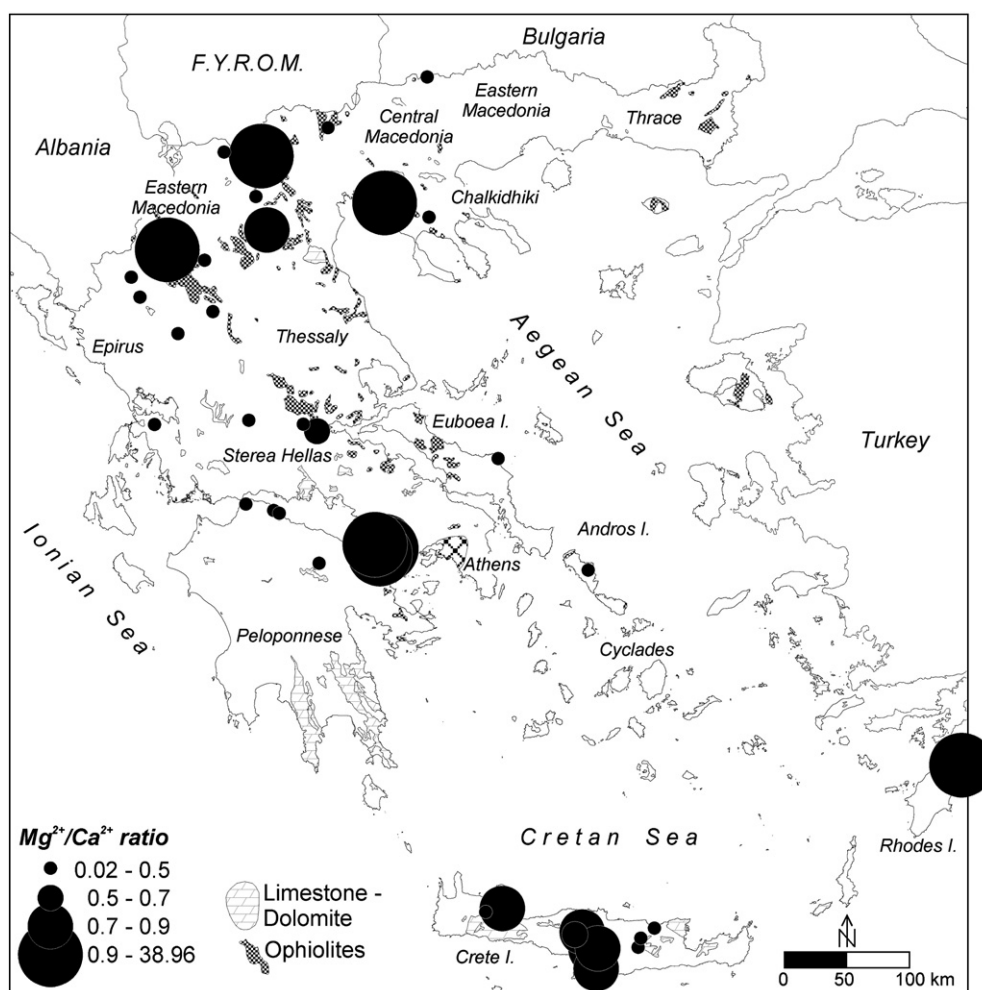 Bulgaria
F.Y.R.O.M.
Eastern
Macedonia
Central
Macedonia
Thrace
Albania
Eastern
Macedonia
Chalkidhiki
Aegean Sea
Thessaly
Epirus
Euboea I.
Sterea Hellas
Turkey
Ionian Sea
Andros I.
Athens
Peloponnese
Cyclades
Mg²⁺/Ca²⁺ ratio
0.02 - 0.5
0.5 - 0.7
0.7 - 0.9
0.9 - 38.96
Limestone -
Dolomite
Ophiolites
Cretan Sea
Rhodes I.
Crete I.
N
0 50 100 km